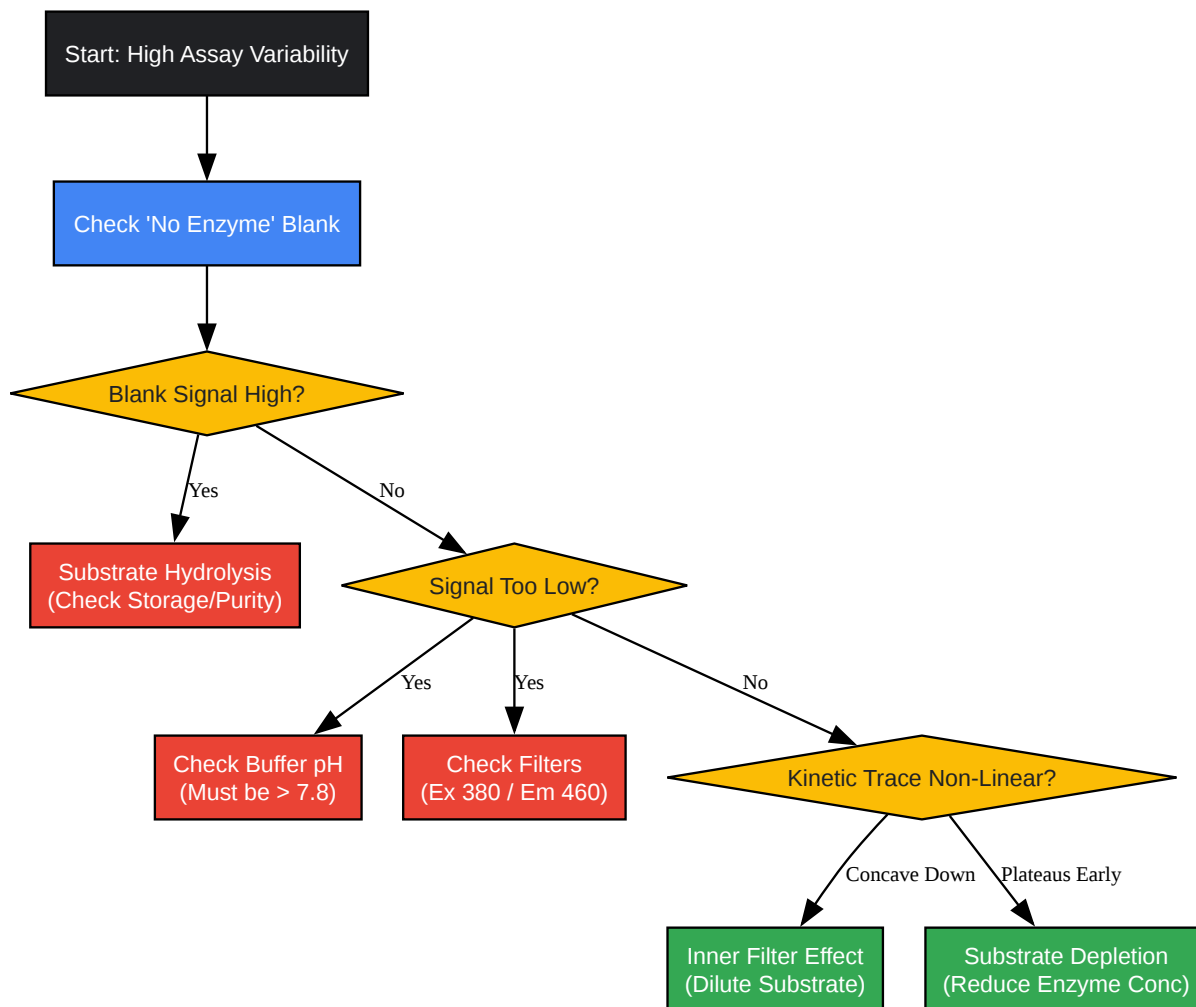 Start: High Assay Variability
Check 'No Enzyme' Blank
Blank Signal High?
Yes
No
Substrate Hydrolysis
(Check Storage/Purity)
Signal Too Low?
Yes
Yes
No
Check Buffer pH
(Must be > 7.8)
Check Filters
(Ex 380 / Em 460)
Kinetic Trace Non-Linear?
Concave Down
Plateaus Early
Inner Filter Effect
(Dilute Substrate)
Substrate Depletion
(Reduce Enzyme Conc)